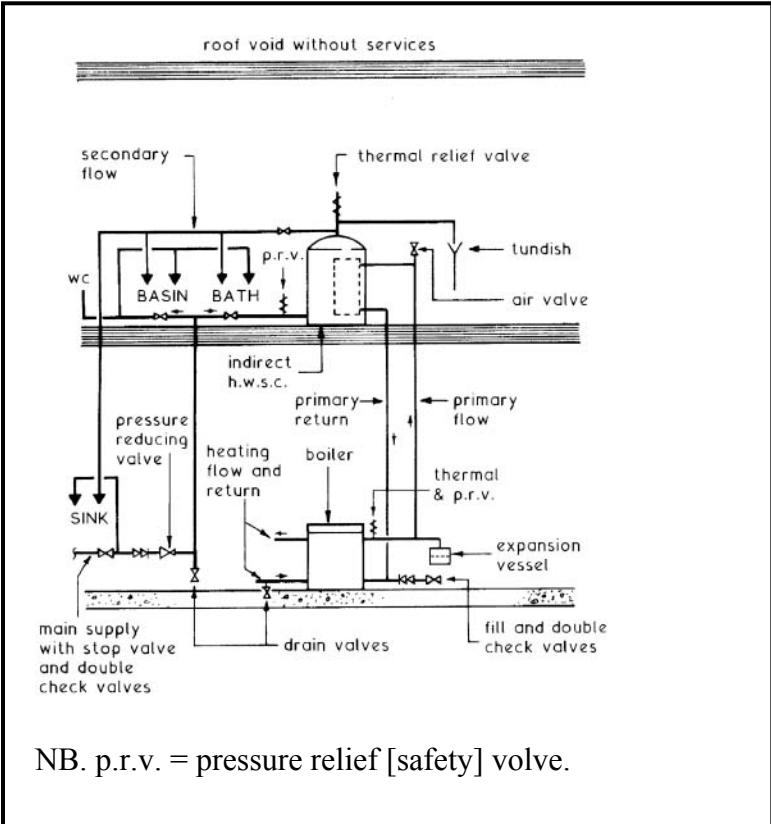 roof void without services
secondary
flow
thermal relief valve
p.r.v.
tundish
wc
BASIN
BATH
air valve
indirect
h.w.s.c.
primary
return
primary
flow
pressure
reducing
valve
heating
flow and
return
boiler
thermal
& p.r.v.
SINK
expansion
vessel
main supply
with stop valve
and double
check valves
drain valves
fill and double
check valves
NB. p.r.v. = pressure relief [safety] volve.